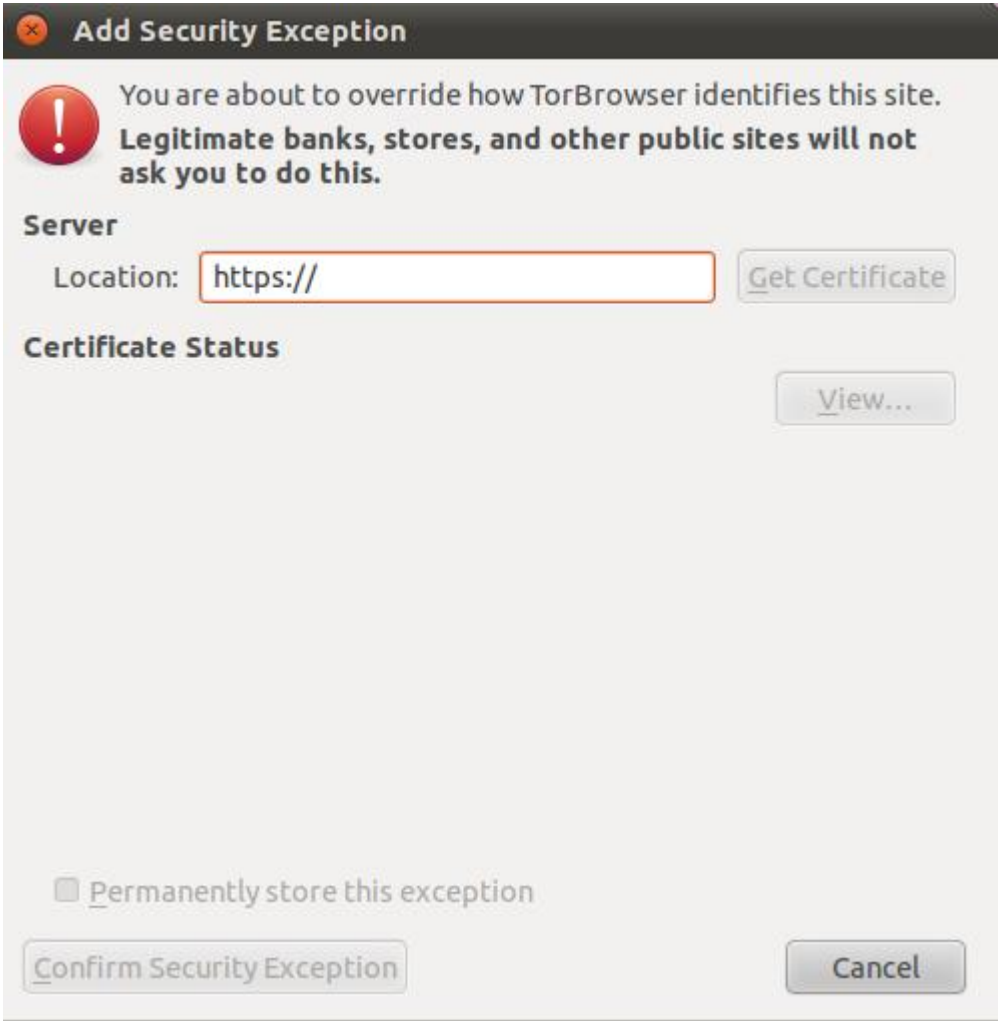 Add Security Exception
You are about to override how TorBrowser identifies this site.
Legitimate banks, stores, and other public sites will not
ask you to do this.
Server
Location: https:// Get Certificate
Certificate Status
View...
Permanently store this exception
Confirm Security Exception Cancel